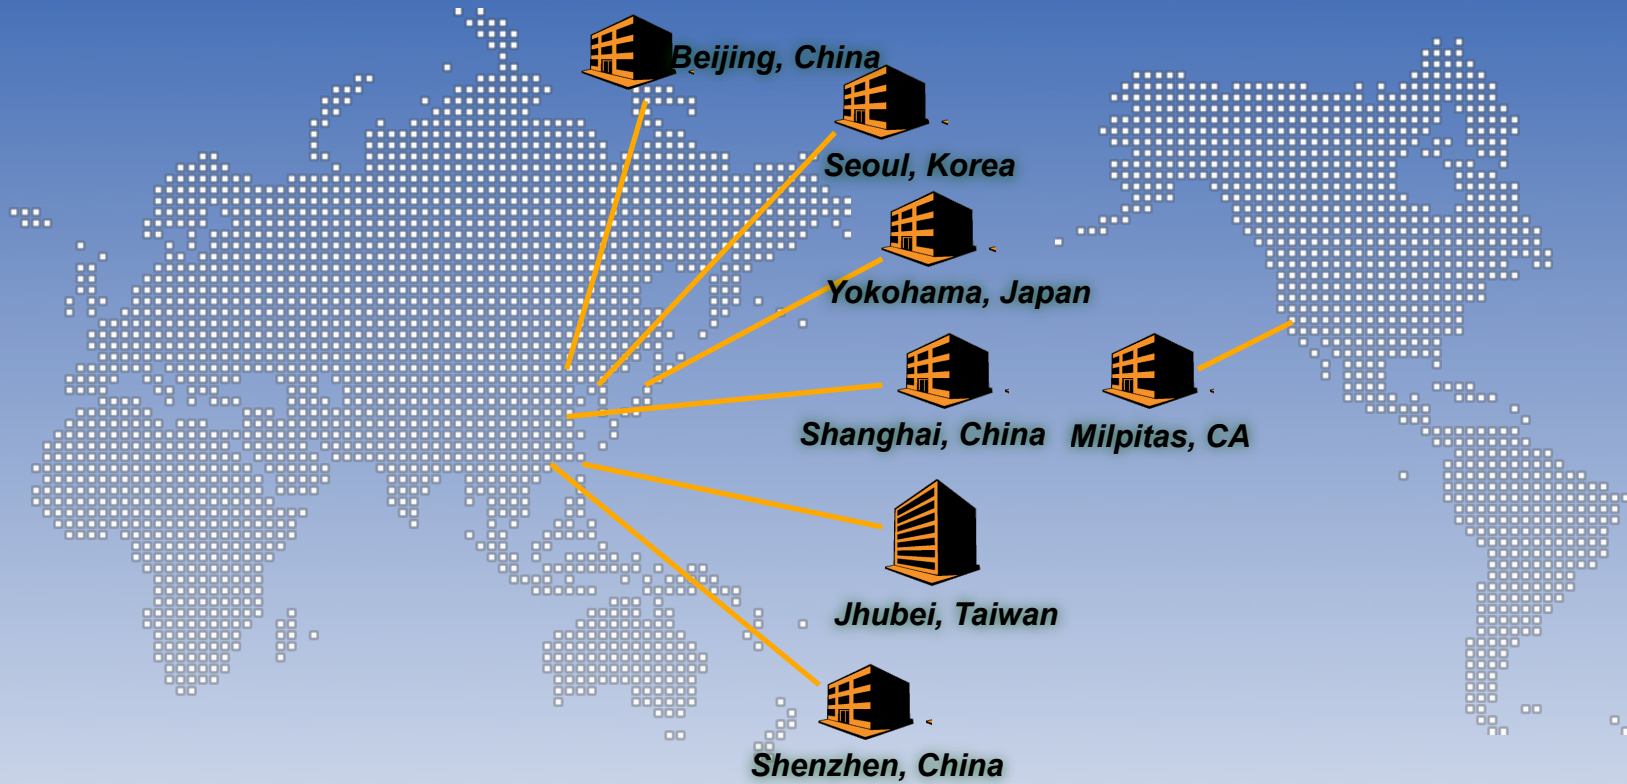 Beijing, China
Seoul, Korea
Yokohama, Japan
Shanghai, China
Milpitas, CA
Jhubei, Taiwan
Shenzhen, China